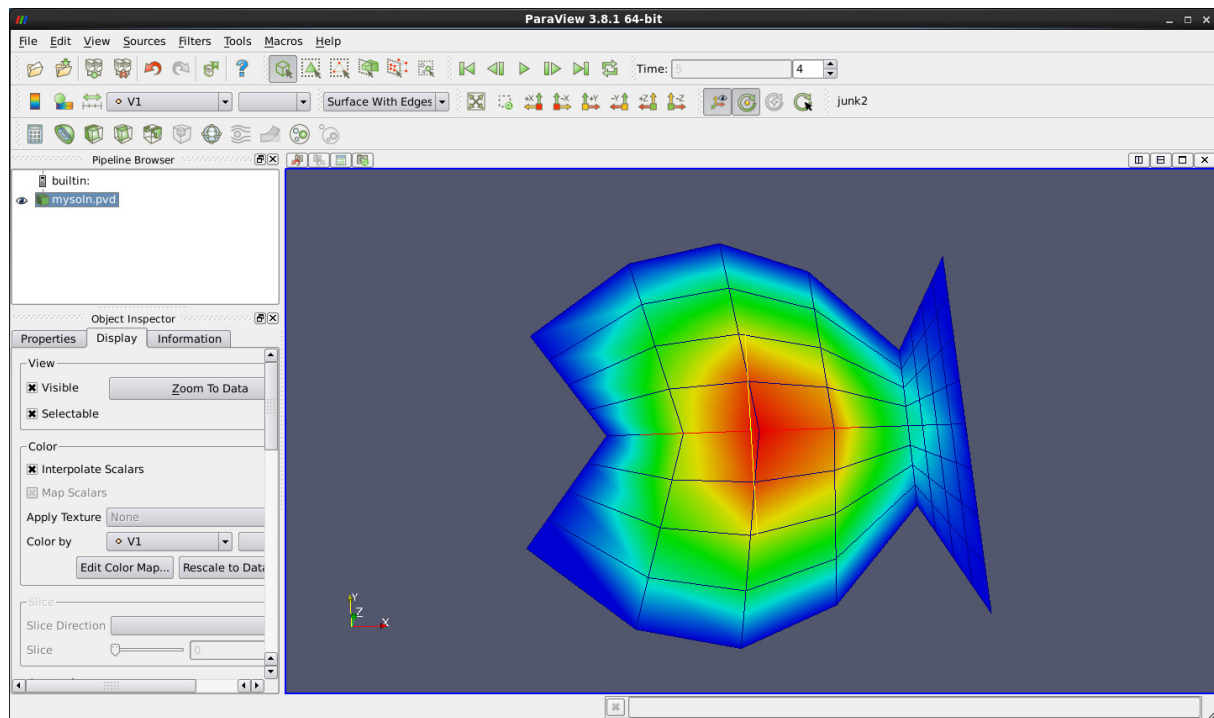 ParaView 3.8.1 64-bit
File Edit View Sources Filters Tools Macros Help
Time: 5 4
V1 Surface With Edges +X -X +Y -Y +Z -Z junk2
Pipeline Browser
builtin:
mysoln.pvd
Object Inspector
Properties Display Information
View
Visible Zoom To Data
Selectable
Color
Interpolate Scalars
Map Scalars
Apply Texture None
Color by V1
Edit Color Map... Rescale to Data
Slice
Slice Direction
Slice 0
Y
Z
X